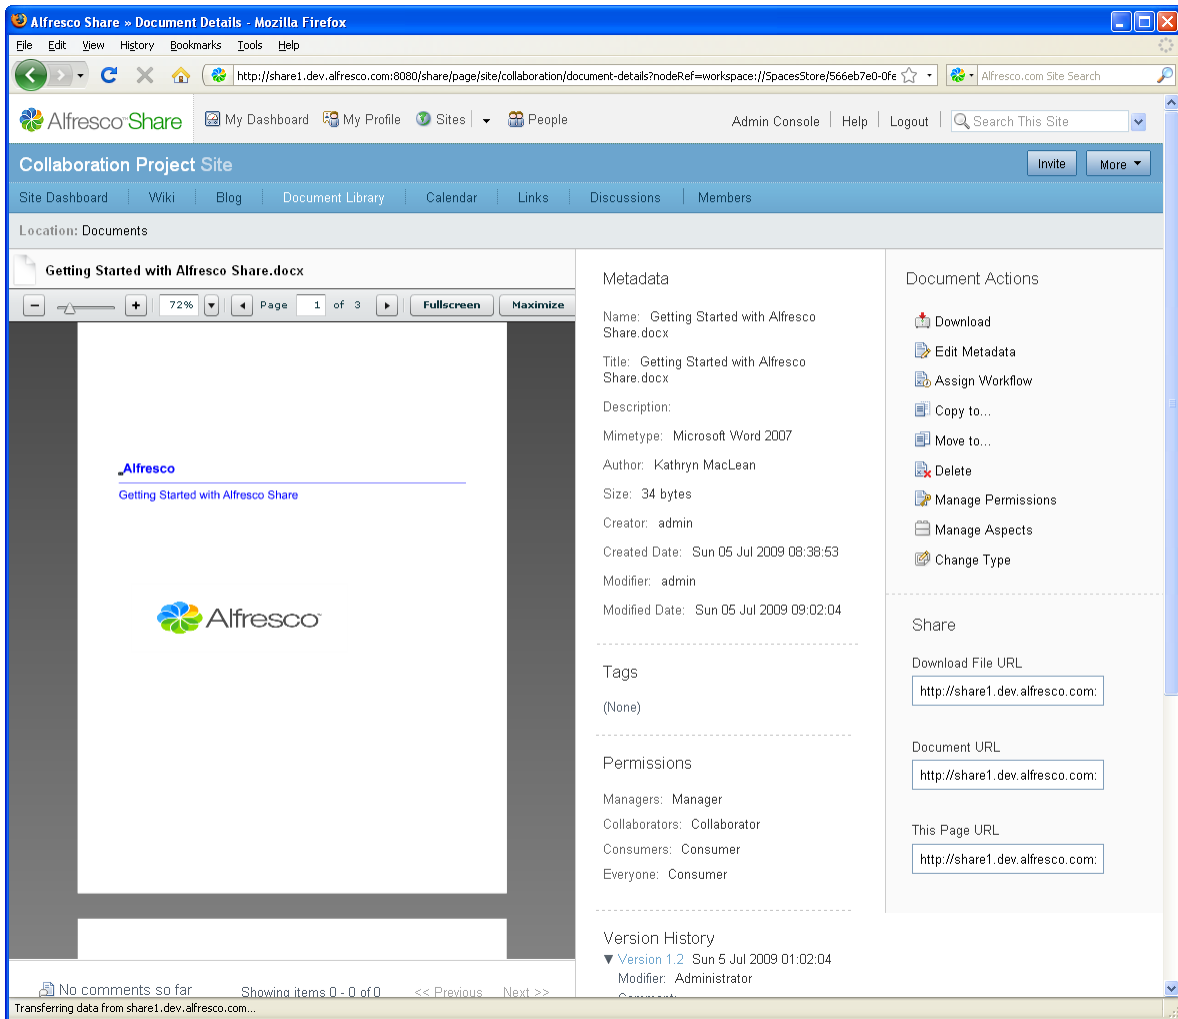 Alfresco Share » Document Details - Mozilla Firefox
File Edit View History Bookmarks Tools Help
http://share1.dev.alfresco.com:8080/share/page/site/collaboration/document-details?nodeRef=workspace://SpacesStore/566eb7e0-0fe
Alfresco.com Site Search
Alfresco Share
My Dashboard My Profile Sites People
Admin Console Help Logout Search This Site
Collaboration Project Site
Invite More
Site Dashboard Wiki Blog Document Library Calendar Links Discussions Members
Location: Documents
Getting Started with Alfresco Share.docx
72% Page 1 of 3 Fullscreen Maximize
Alfresco
Getting Started with Alfresco Share
Alfresco
No comments so far Showing items 0 - 0 of 0 << Previous Next >>
Metadata
Name: Getting Started with Alfresco
Share.docx
Title: Getting Started with Alfresco
Share.docx
Description:
Mimetype: Microsoft Word 2007
Author: Kathryn MacLean
Size: 34 bytes
Creator: admin
Created Date: Sun 05 Jul 2009 08:38:53
Modifier: admin
Modified Date: Sun 05 Jul 2009 09:02:04
Tags
(None)
Permissions
Managers: Manager
Collaborators: Collaborator
Consumers: Consumer
Everyone: Consumer
Version History
Version 1.2 Sun 5 Jul 2009 01:02:04
Modifier: Administrator
Comment:
Document Actions
Download
Edit Metadata
Assign Workflow
Copy to...
Move to...
Delete
Manage Permissions
Manage Aspects
Change Type
Share
Download File URL
http://share1.dev.alfresco.com:
Document URL
http://share1.dev.alfresco.com:
This Page URL
http://share1.dev.alfresco.com:
Transferring data from share1.dev.alfresco.com...